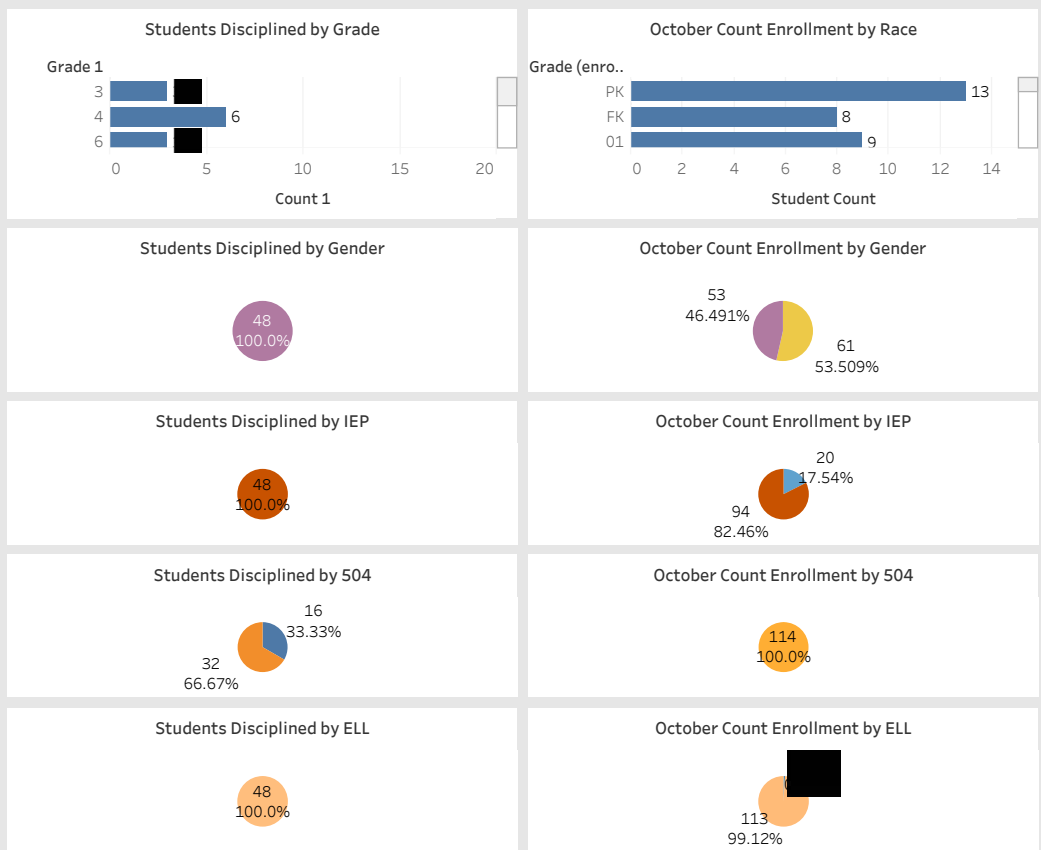 Students Disciplined by Grade
Grade 1
3
4 6
6
0 5 10 15 20
Count 1
October Count Enrollment by Race
Grade (enro..
PK 13
FK 8
01 9
0 2 4 6 8 10 12 14
Student Count
Students Disciplined by Gender
48
100.0%
October Count Enrollment by Gender
53
46.491%
61
53.509%
Students Disciplined by IEP
48
100.0%
October Count Enrollment by IEP
20
17.54%
94
82.46%
Students Disciplined by 504
16
33.33%
32
66.67%
October Count Enrollment by 504
114
100.0%
Students Disciplined by ELL
48
100.0%
October Count Enrollment by ELL
113
99.12%